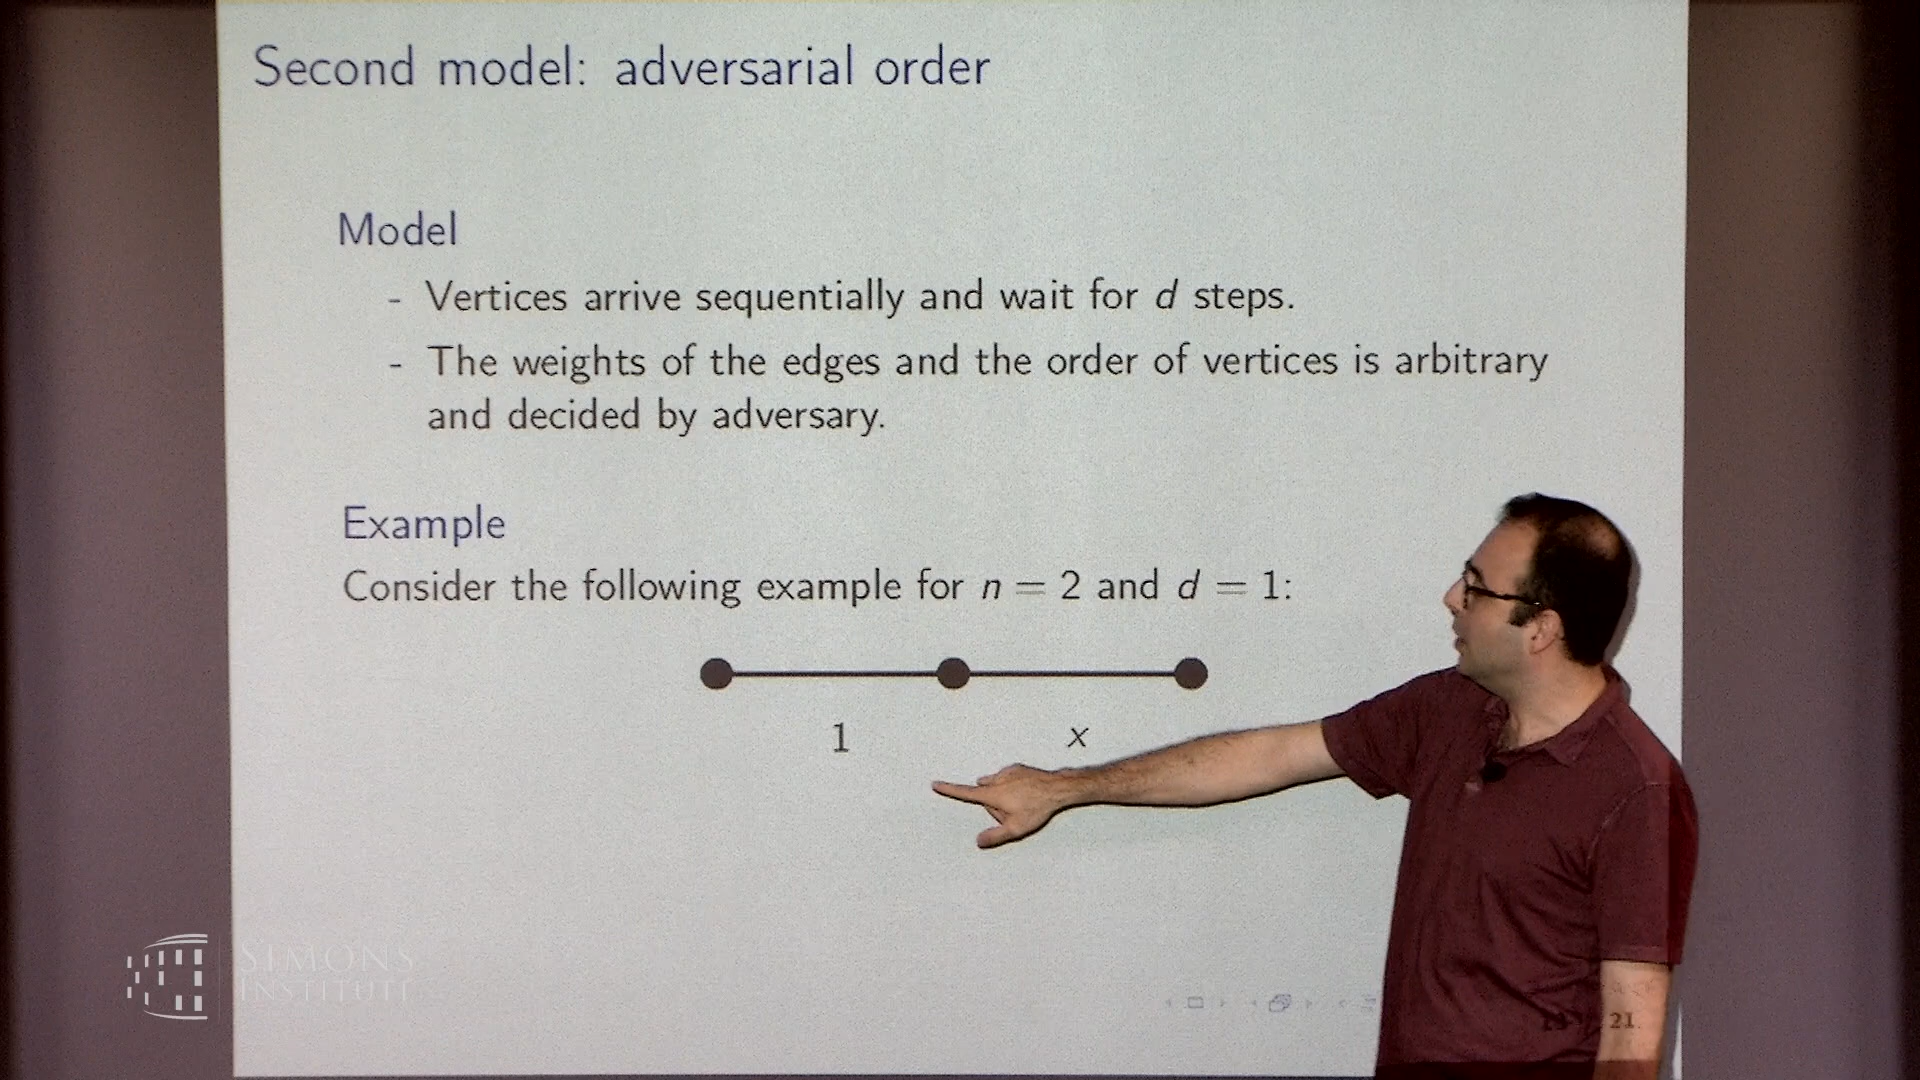 Second model: adversarial order
Model
- Vertices arrive sequentially and wait for d steps.
- The weights of the edges and the order of vertices is arbitrary
and decided by adversary.
Example
Consider the following example for n = 2 and d = 1:
1 x
SIMONS
INSTITUTE
21